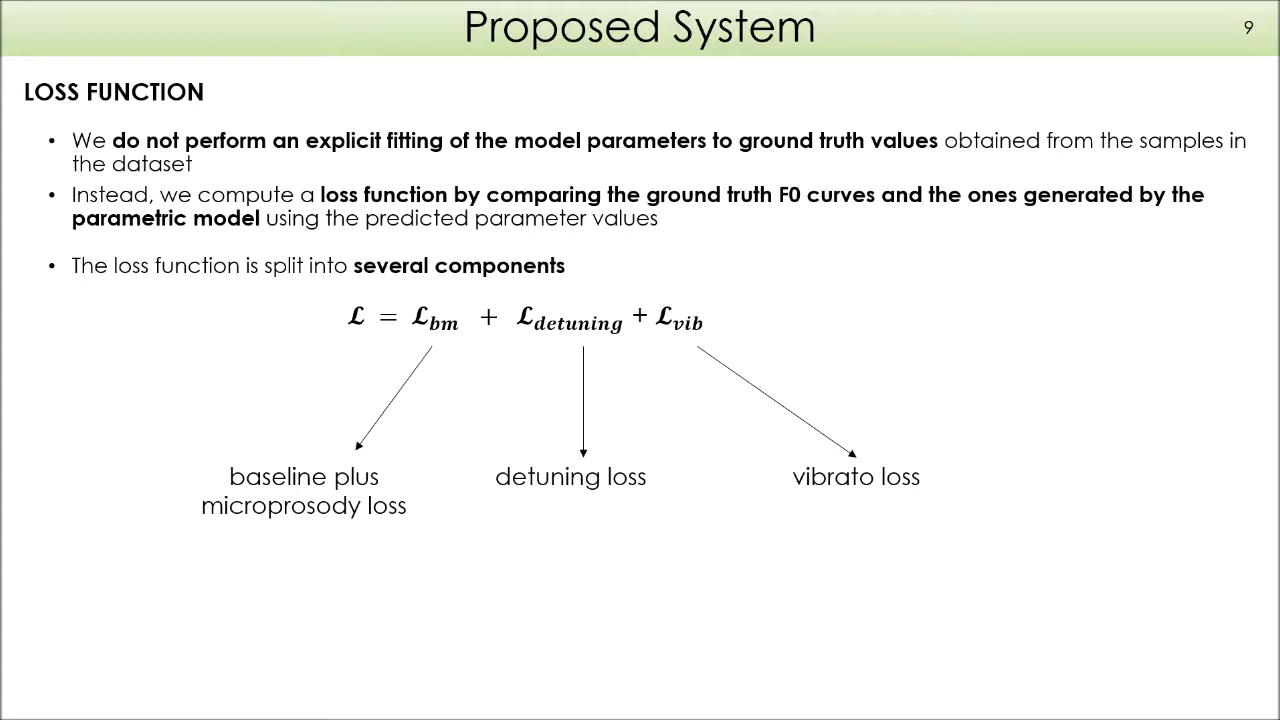 Proposed System
9
LOSS FUNCTION
• We do not perform an explicit fitting of the model parameters to ground truth values obtained from the samples in
the dataset
• Instead, we compute a loss function by comparing the ground truth F0 curves and the ones generated by the
parametric model using the predicted parameter values
• The loss function is split into several components
ℒ = ℒ_bm + ℒ_detuning + ℒ_vib
baseline plus
microprosody loss
detuning loss
vibrato loss